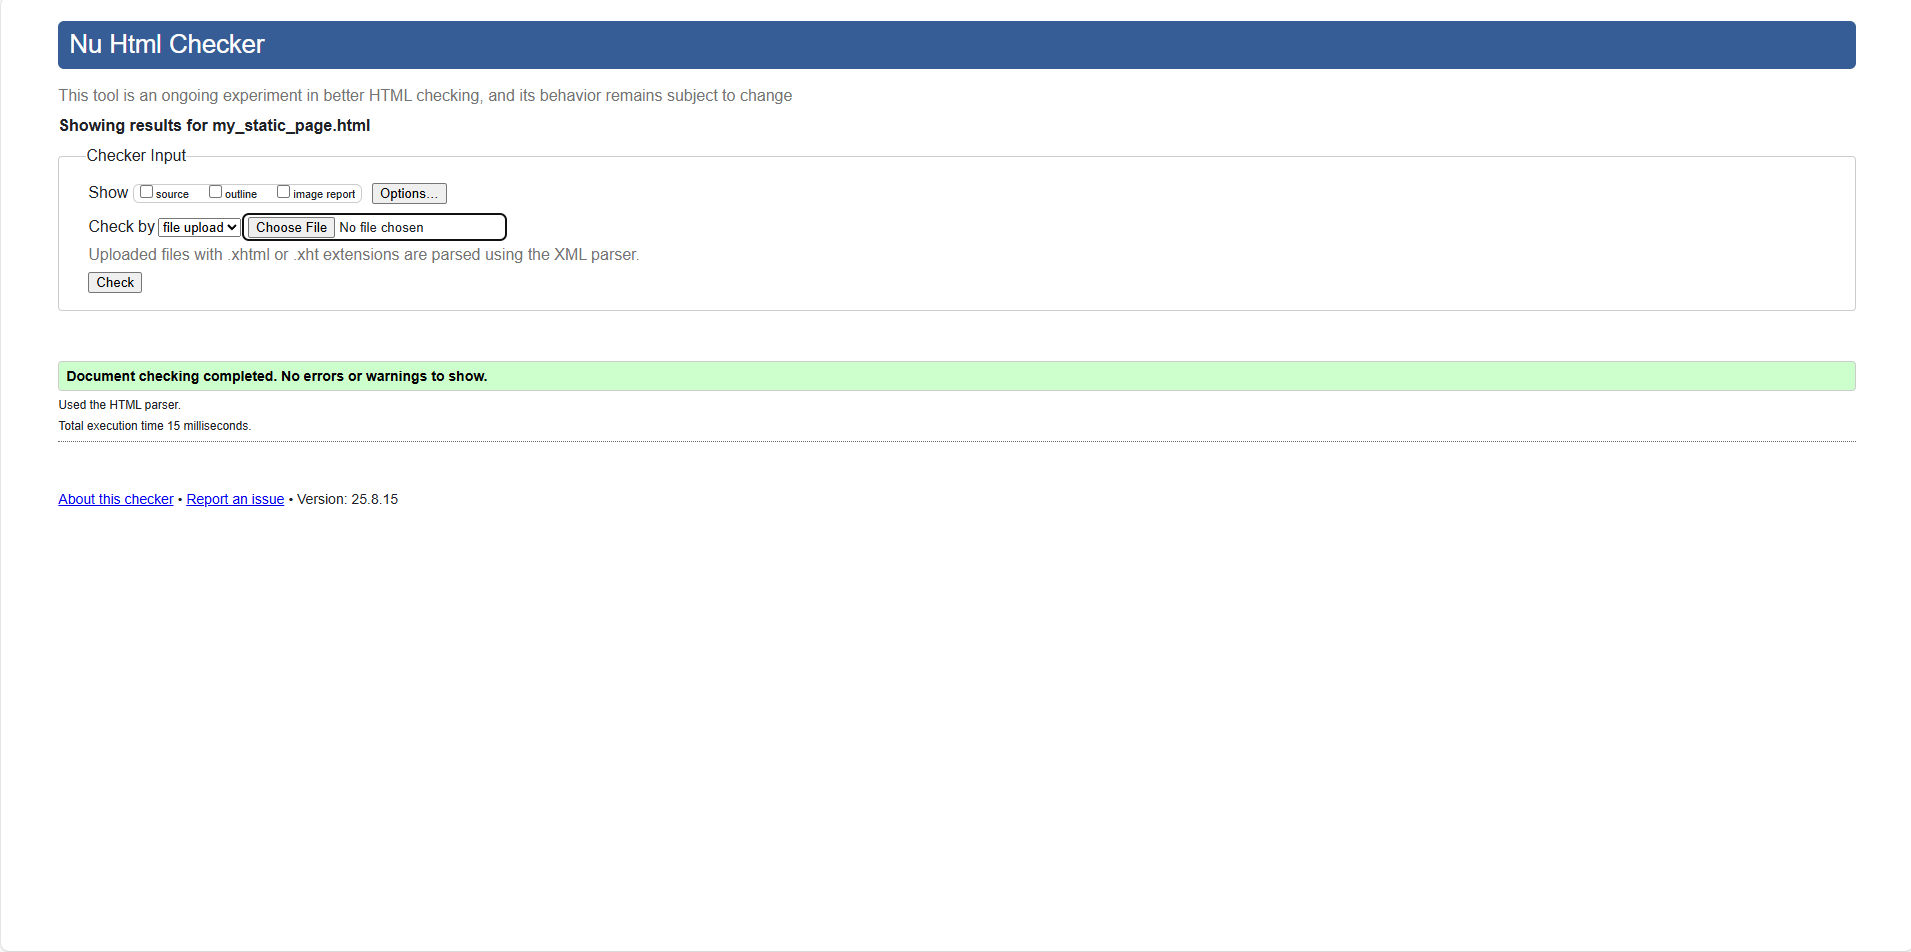 Nu Html Checker
This tool is an ongoing experiment in better HTML checking, and its behavior remains subject to change
Showing results for my_static_page.html
Checker Input
Show source outline image report Options...
Check by file upload Choose File No file chosen
Uploaded files with .xhtml or .xht extensions are parsed using the XML parser.
Check
Document checking completed. No errors or warnings to show.
Used the HTML parser.
Total execution time 15 milliseconds.
About this checker • Report an issue • Version: 25.8.15